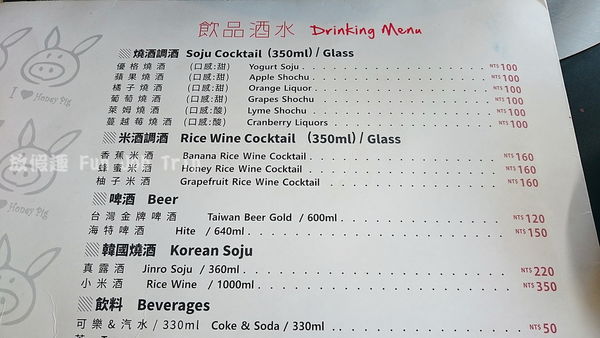 飲品酒水 Drinking Menu
燒酒調酒 Soju Cocktail (350ml) / Glass
優格燒酒 (口感:甜) Yogurt Soju NT$ 100
蘋果燒酒 (口感:甜) Apple Shochu NT$ 100
橘子燒酒 (口感:甜) Orange Liquor NT$ 100
葡萄燒酒 (口感:甜) Grapes Shochu NT$ 100
萊姆燒酒 (口感:酸) Lyme Shochu NT$ 100
蔓越莓燒酒 (口感:酸) Cranberry Liquors NT$ 100
I Honey Pig
米酒調酒 Rice Wine Cocktail (350ml) / Glass
香蕉米酒 Banana Rice Wine Cocktail NT$ 160
放假趣 Fun
蜂蜜米酒 Honey Rice Wine Cocktail NT$ 160
柚子米酒 Grapefruit Rice Wine Cocktail NT$ 160
啤酒 Beer
Honey Pig
台灣金牌啤酒 Taiwan Beer Gold / 600ml NT$ 120
海特啤酒 Hite / 640ml NT$ 150
韓國燒酒 Korean Soju
真露酒 Jinro Soju / 360ml NT$ 220
小米酒 Rice Wine / 1000ml NT$ 350
飲料 Beverages
可樂&汽水/330ml Coke & Soda / 330ml NT$ 50